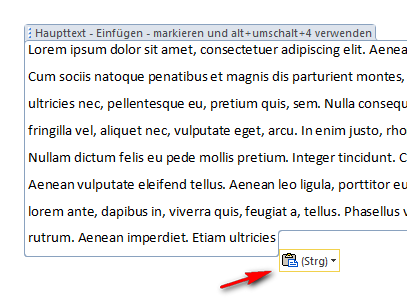 Haupttext - Einfügen - markieren und alt+umschalt+4 verwenden
Lorem ipsum dolor sit amet, consectetuer adipiscing elit. Aenea
Cum sociis natoque penatibus et magnis dis parturient montes,
ultricies nec, pellentesque eu, pretium quis, sem. Nulla consequ
fringilla vel, aliquet nec, vulputate eget, arcu. In enim justo, rho
Nullam dictum felis eu pede mollis pretium. Integer tincidunt. C
Aenean vulputate eleifend tellus. Aenean leo ligula, porttitor eu
lorem ante, dapibus in, viverra quis, feugiat a, tellus. Phasellus v
rutrum. Aenean imperdiet. Etiam ultricies
(Strg)